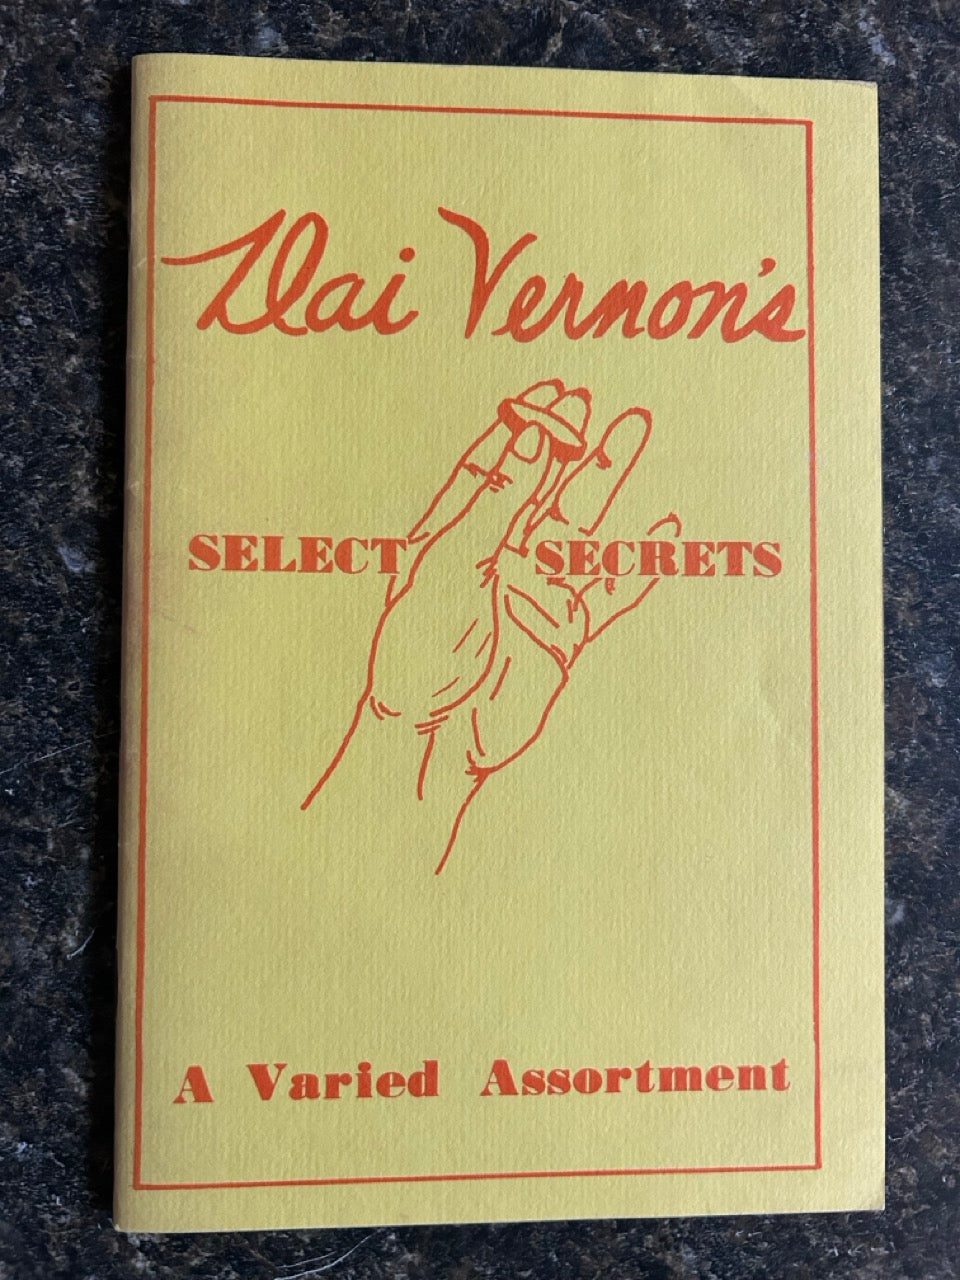 Dai Vernon's
SELECT SECRETS
A Varied Assortment